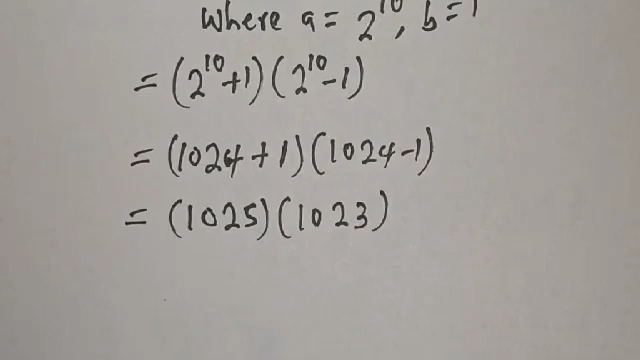 where a = 2^10, b = 1
= (2^10 + 1)(2^10 - 1)
= (1024 + 1)(1024 - 1)
= (1025)(1023)